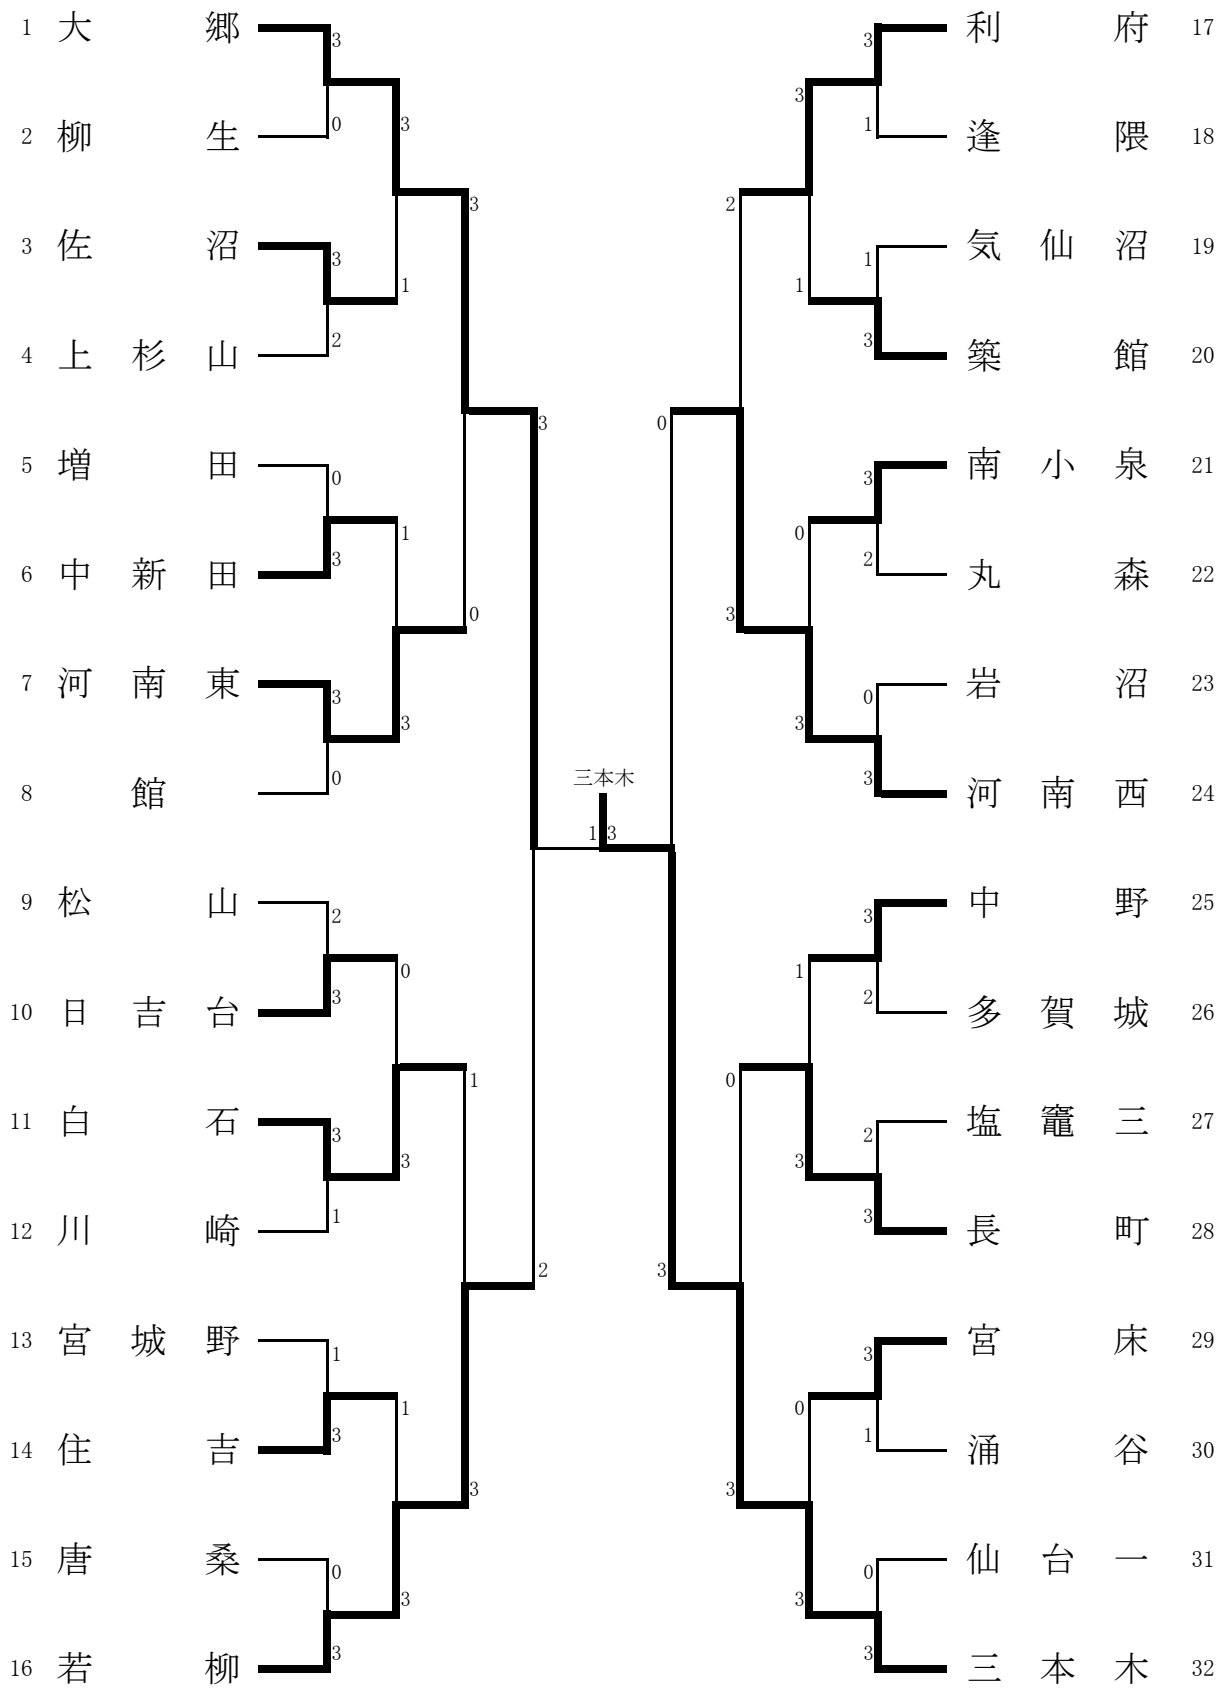 1 大郷 3 3 利府 17
3 3
2 柳生 0 3 1 逢隈 18
3 2
3 佐沼 3 1 気仙沼 19
1 1
4 上杉山 2 3 築館 20
3 0
5 増田 0 3 南小泉 21
1 0
6 中新田 3 2 丸森 22
0 3
7 河南東 3 0 岩沼 23
3 3
8 館 0 3 河南西 24
三本木
1 3
9 松山 2 3 中野 25
0 1
10 日吉台 3 2 多賀城 26
1 0
11 白石 3 2 塩竈三 27
3 3
12 川崎 1 3 長町 28
2 3
13 宮城野 1 3 宮床 29
1 0
14 住吉 3 1 涌谷 30
3 3
15 唐桑 0 0 仙台一 31
3 3
16 若柳 3 3 三本木 32